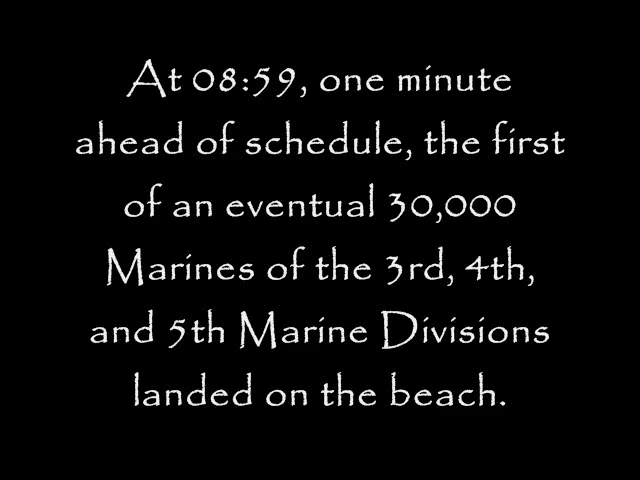 At 08:59, one minute
ahead of schedule, the first
of an eventual 30,000
Marines of the 3rd, 4th,
and 5th Marine Divisions
landed on the beach.